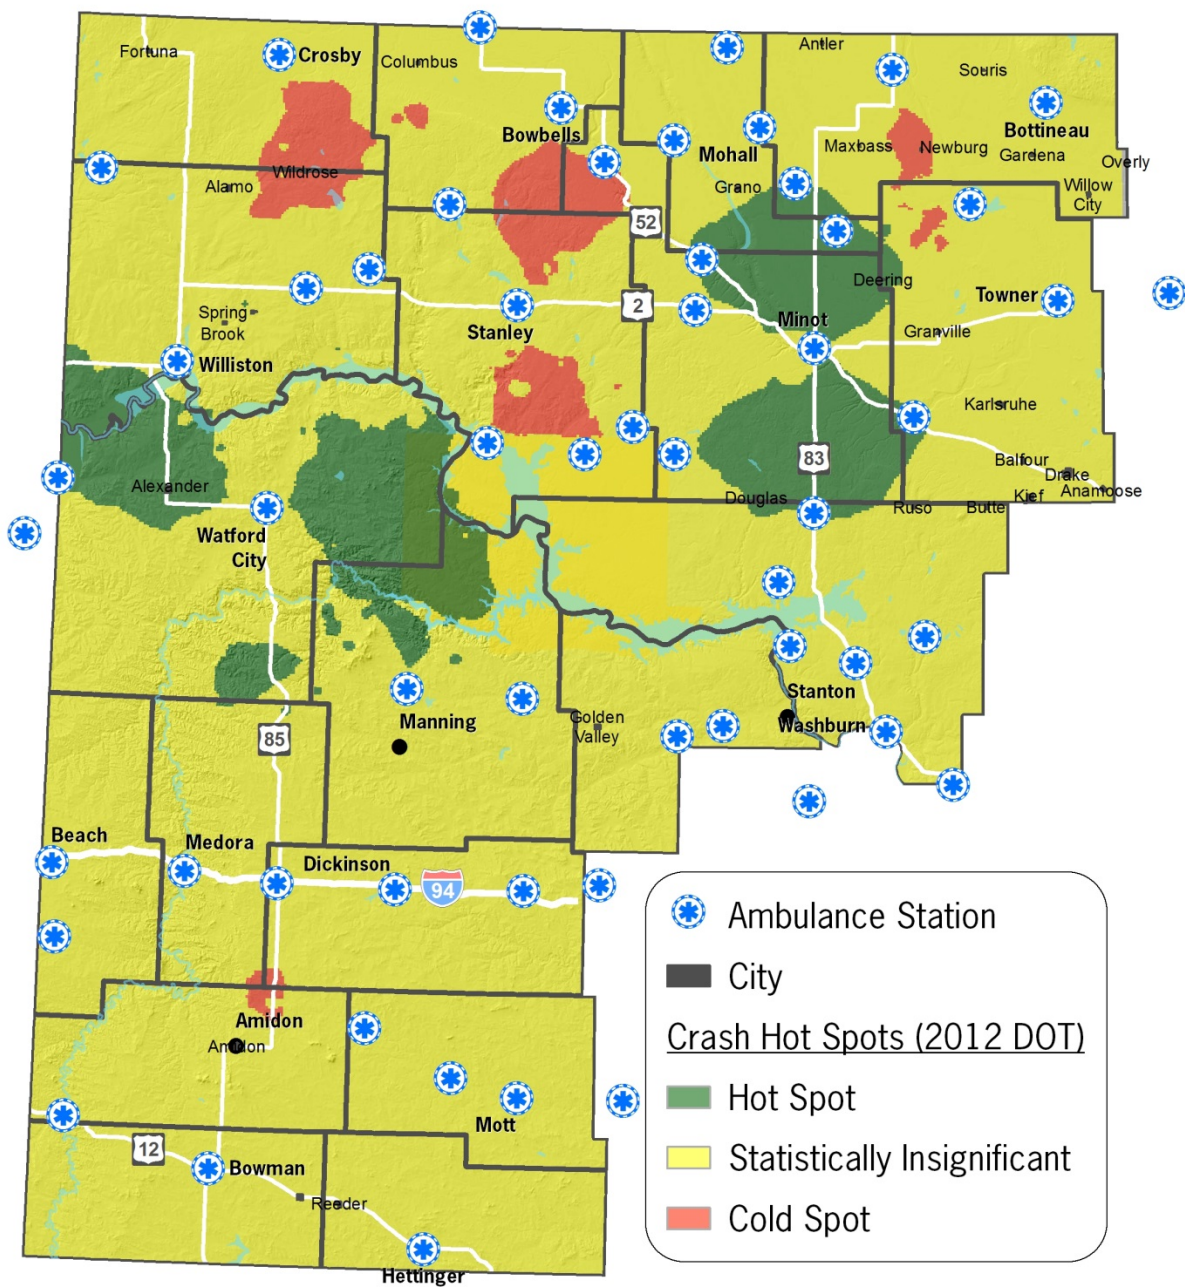 Fortuna
Crosby
Columbus
Antler
Souris
Bowbells
Bottineau
Mohall
Maxbass
Newburg
Gardena
Overly
Wildrose
Alamo
Grano
Willow
City
52
Deering
Spring
Brook
2
Stanley
Minot
Towner
Granville
Williston
Karlsruhe
Alexander
83
Balfour
Drake
Douglas
Ruso
Butte
Kief
Anamoose
Watford
City
Manning
Golden
Valley
Stanton
Washburn
85
Beach
Medora
Dickinson
94
Amidon
Amidon
Mott
12
Bowman
Reeder
Hettinger
Ambulance Station
City
Crash Hot Spots (2012 DOT)
Hot Spot
Statistically Insignificant
Cold Spot